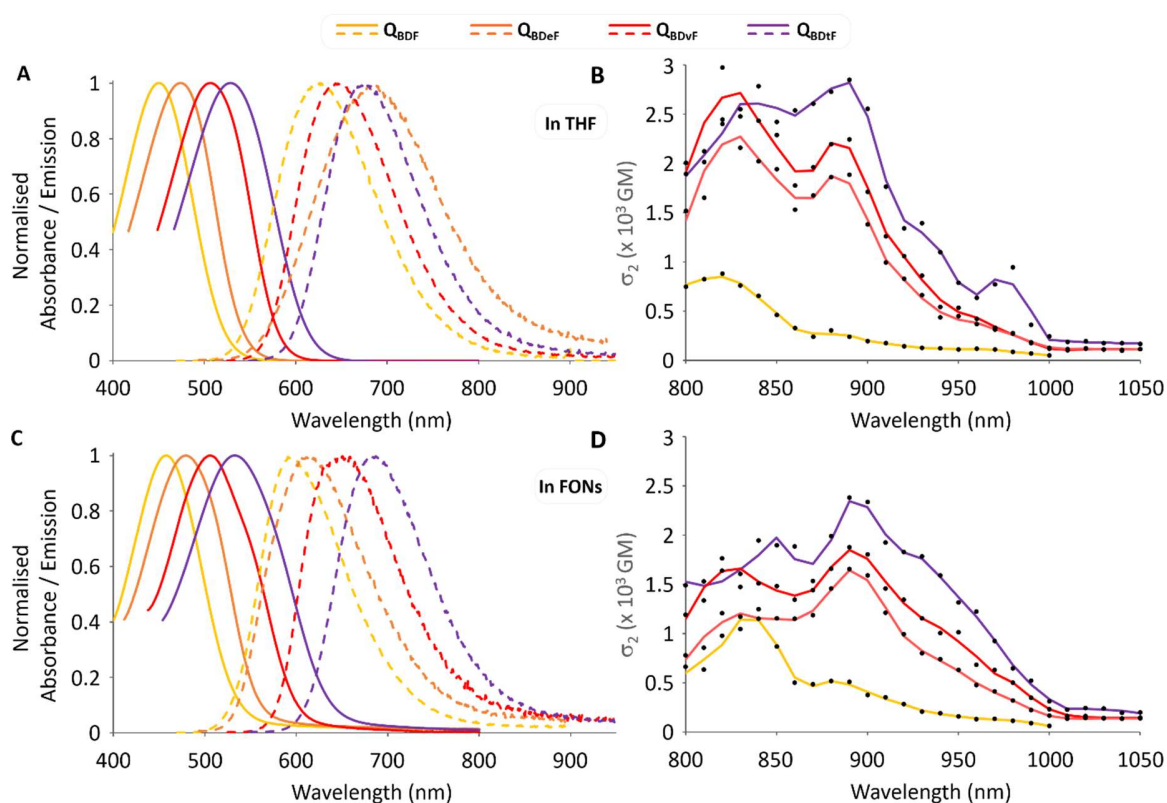 Q_BDF Q_BDeF Q_BDvF Q_BDtF
A
Normalised
Absorbance / Emission
1
0.8
0.6
0.4
0.2
0
400 500 600 700 800 900
Wavelength (nm)
In THF
B
σ₂ (x 10³ GM)
3
2.5
2
1.5
1
0.5
0
800 850 900 950 1000 1050
Wavelength (nm)
C
Normalised
Absorbance / Emission
1
0.8
0.6
0.4
0.2
0
400 500 600 700 800 900
Wavelength (nm)
In FONs
D
σ₂ (x 10³ GM)
3
2.5
2
1.5
1
0.5
0
800 850 900 950 1000 1050
Wavelength (nm)